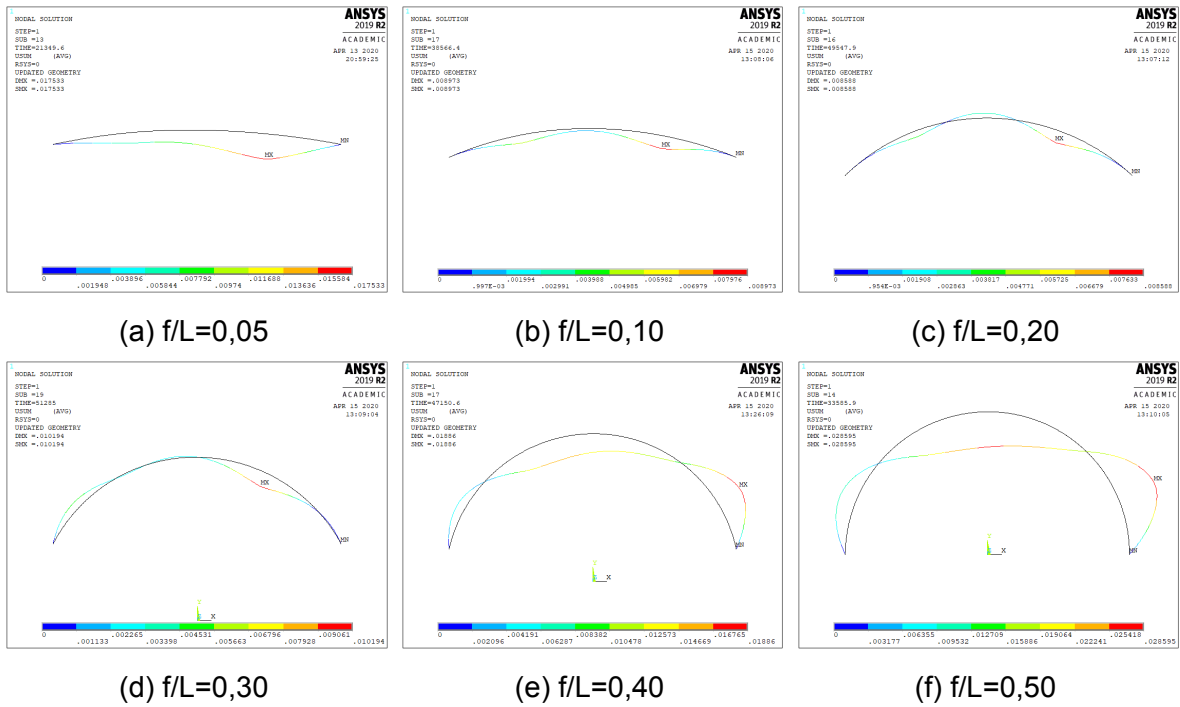 1
NODAL SOLUTION
STEP=1
SUB =13
TIME=21349.6
USUM (AVG)
RSYS=0
UPDATED GEOMETRY
DMX =.017533
SMX =.017533
ANSYS
2019 R2
ACADEMIC
APR 13 2020
20:59:25
MN
MX
0 .003896 .007792 .011688 .015584
.001948 .005844 .00974 .013636 .017533
(a) f/L=0,05
1
NODAL SOLUTION
STEP=1
SUB =17
TIME=38566.4
USUM (AVG)
RSYS=0
UPDATED GEOMETRY
DMX =.008973
SMX =.008973
ANSYS
2019 R2
ACADEMIC
APR 15 2020
13:08:06
MX
MN
0 .001994 .003988 .005982 .007976
.997E-03 .002991 .004985 .006979 .008973
(b) f/L=0,10
1
NODAL SOLUTION
STEP=1
SUB =16
TIME=49547.9
USUM (AVG)
RSYS=0
UPDATED GEOMETRY
DMX =.008588
SMX =.008588
ANSYS
2019 R2
ACADEMIC
APR 15 2020
13:07:12
MX
MN
0 .001908 .003817 .005725 .007633
.954E-03 .002863 .004771 .006679 .008588
(c) f/L=0,20
1
NODAL SOLUTION
STEP=1
SUB =19
TIME=51285
USUM (AVG)
RSYS=0
UPDATED GEOMETRY
DMX =.010194
SMX =.010194
ANSYS
2019 R2
ACADEMIC
APR 15 2020
13:09:04
MX
MN
Y
X
0 .002265 .004531 .006796 .009061
.001133 .003398 .005663 .007928 .010194
(d) f/L=0,30
1
NODAL SOLUTION
STEP=1
SUB =17
TIME=47150.6
USUM (AVG)
RSYS=0
UPDATED GEOMETRY
DMX =.01886
SMX =.01886
ANSYS
2019 R2
ACADEMIC
APR 15 2020
13:26:09
MX
MN
Y
X
0 .004191 .008382 .012573 .016765
.002096 .006287 .010478 .014669 .01886
(e) f/L=0,40
1
NODAL SOLUTION
STEP=1
SUB =14
TIME=33585.9
USUM (AVG)
RSYS=0
UPDATED GEOMETRY
DMX =.028595
SMX =.028595
ANSYS
2019 R2
ACADEMIC
APR 15 2020
13:10:05
MX
MN
Y
X
0 .006355 .012709 .019064 .025418
.003177 .009532 .015886 .022241 .028595
(f) f/L=0,50